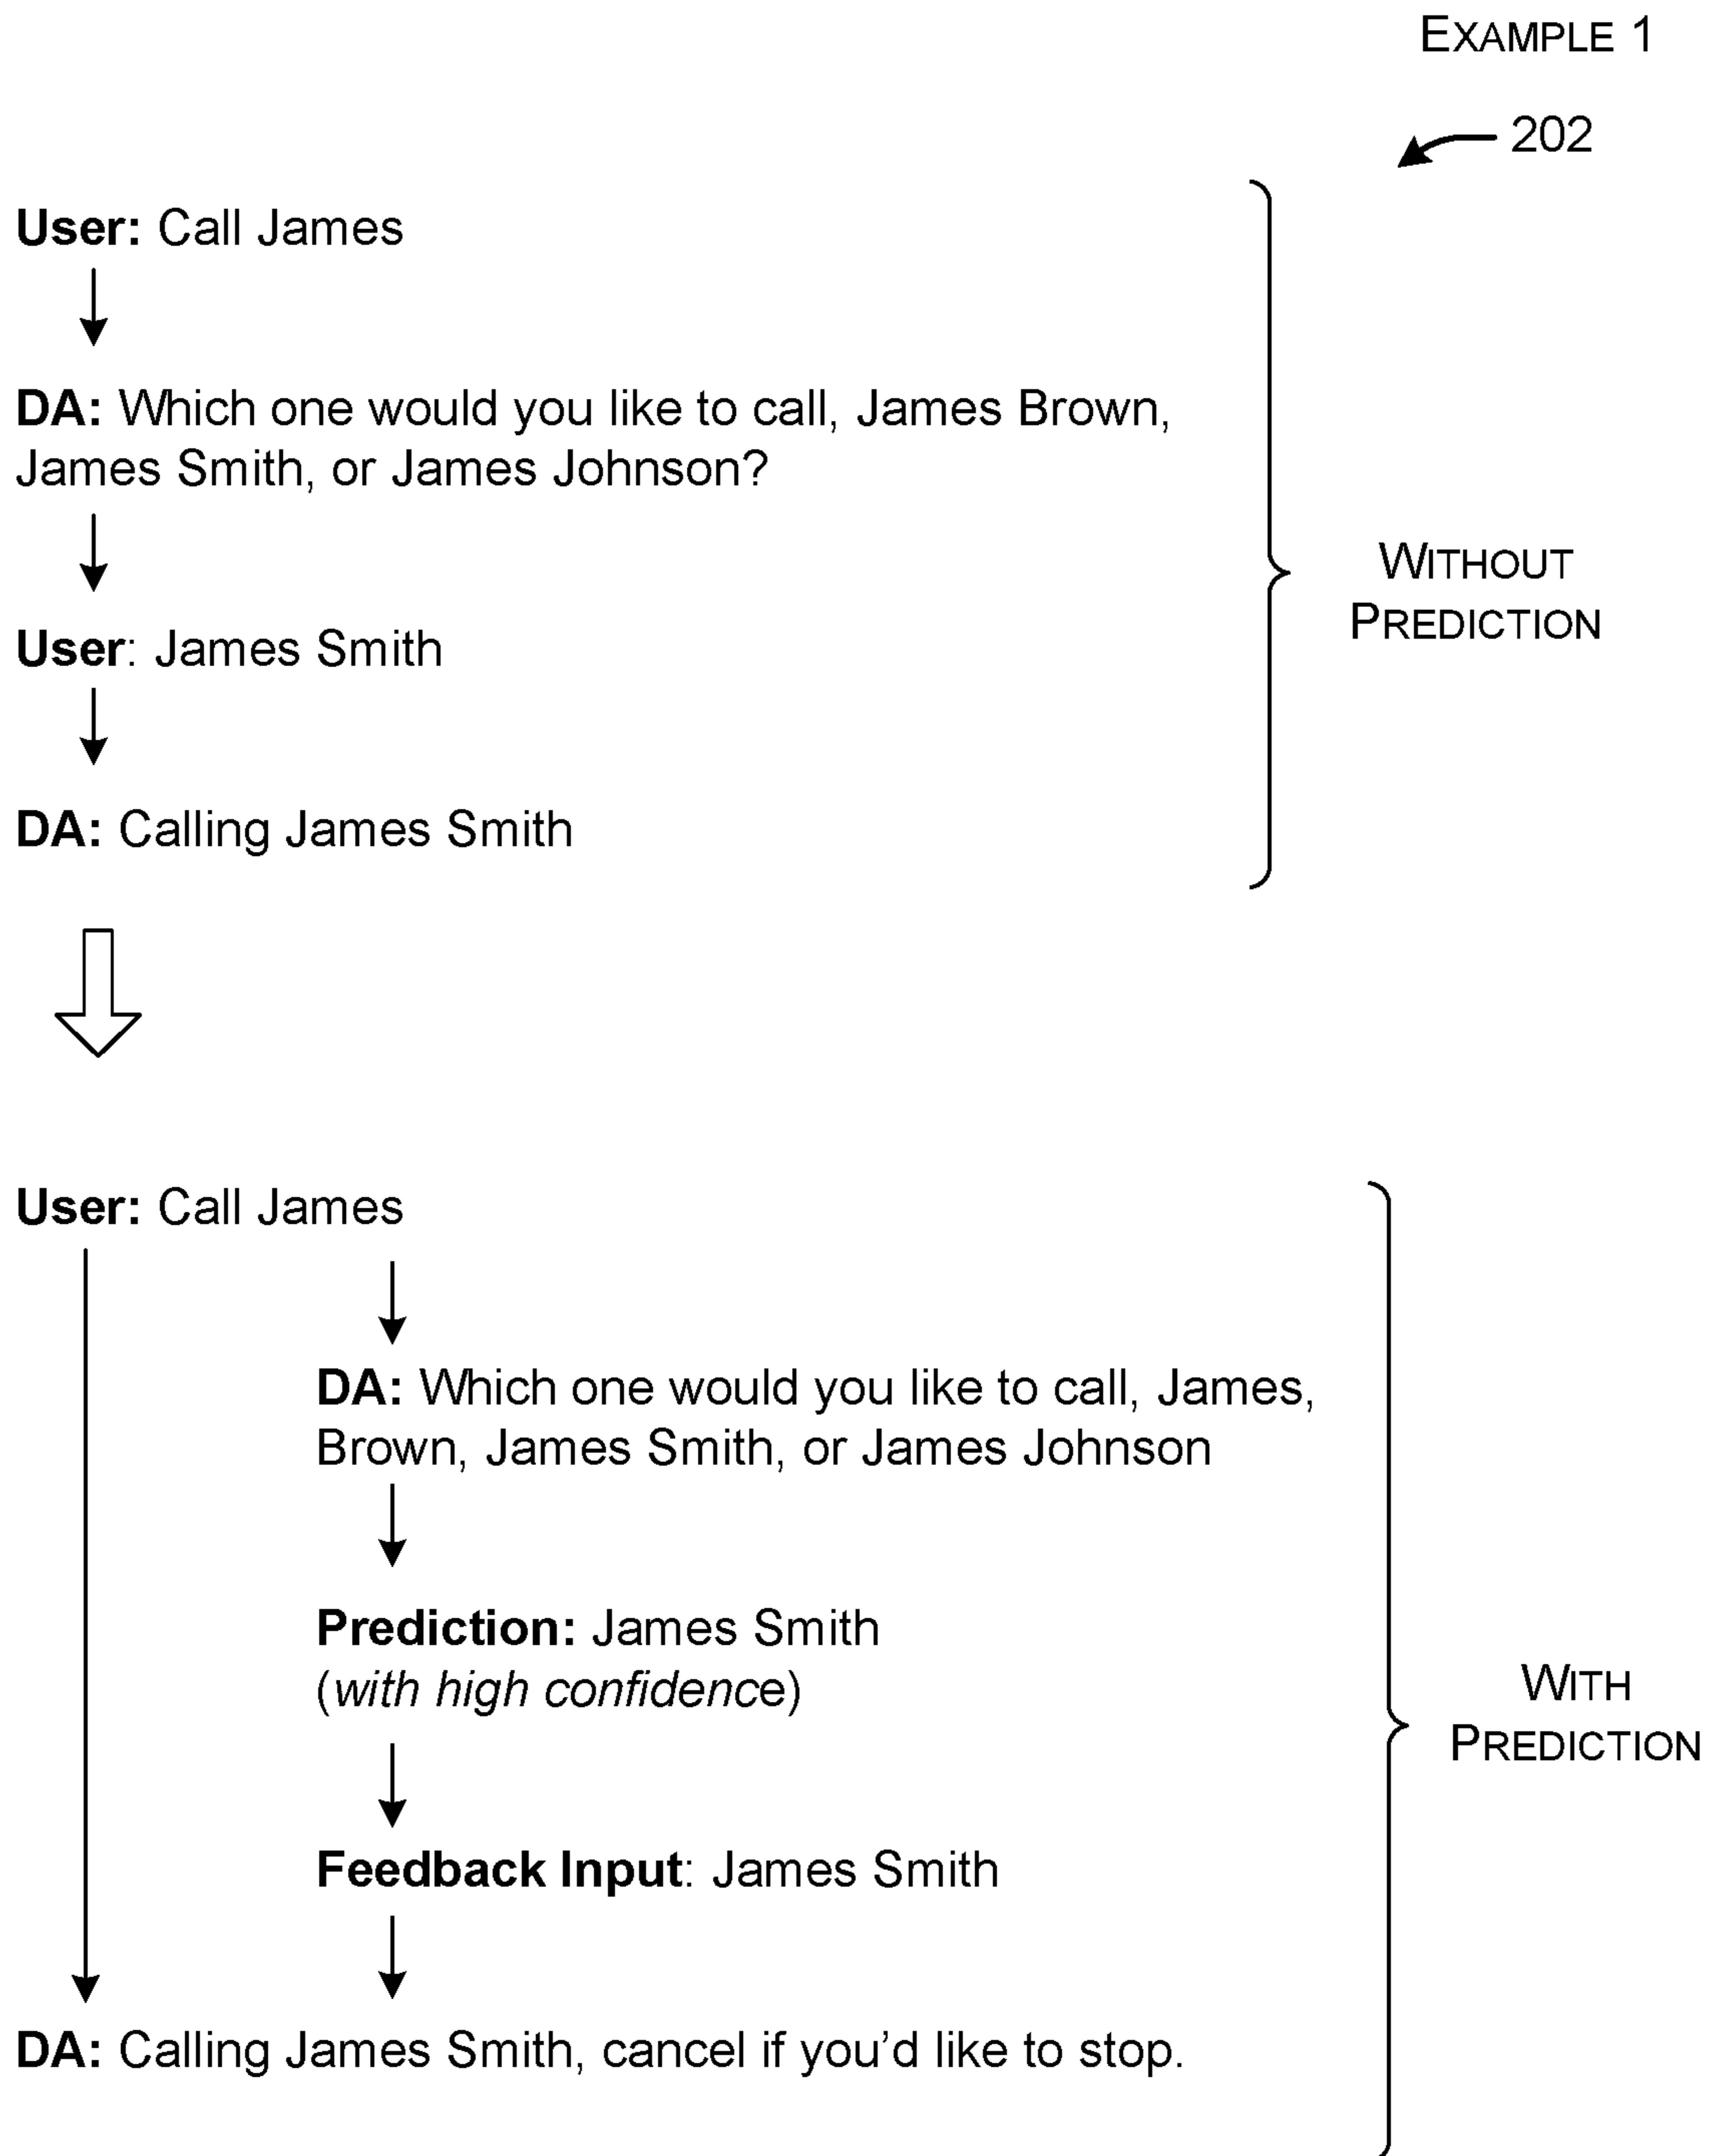 EXAMPLE 1
202
User: Call James
DA: Which one would you like to call, James Brown,
James Smith, or James Johnson?
User: James Smith
DA: Calling James Smith
WITHOUT
PREDICTION
User: Call James
DA: Which one would you like to call, James,
Brown, James Smith, or James Johnson
Prediction: James Smith
(with high confidence)
Feedback Input: James Smith
DA: Calling James Smith, cancel if you’d like to stop.
WITH
PREDICTION